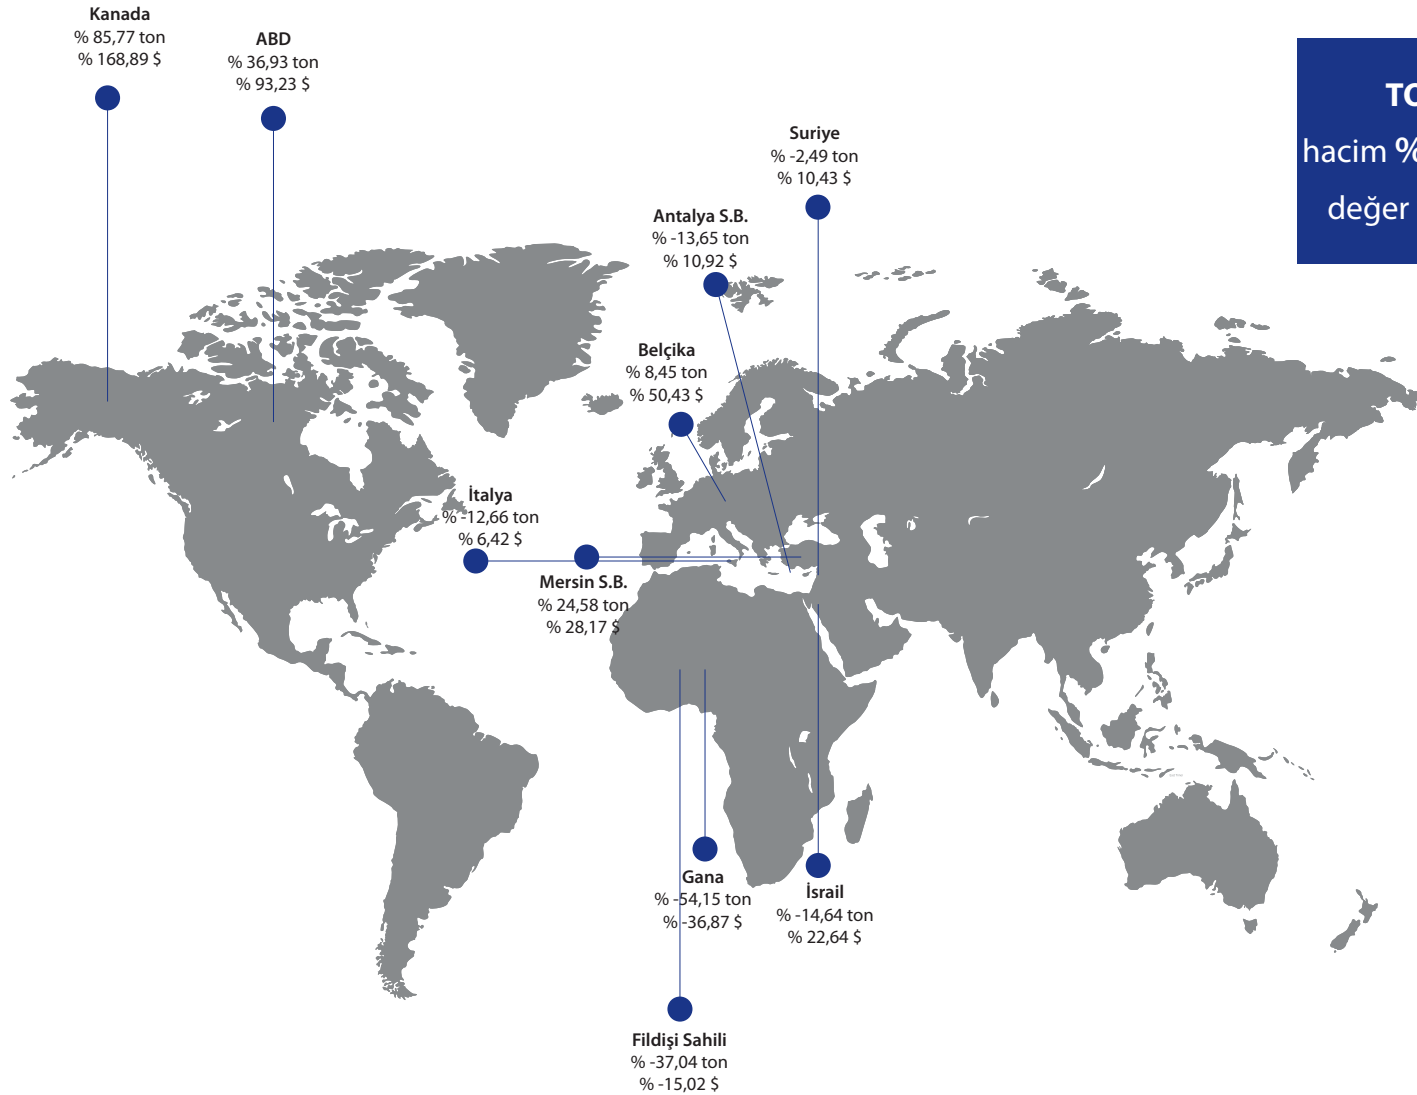 Kanada
% 85,77 ton
% 168,89 $
ABD
% 36,93 ton
% 93,23 $
TO
hacim %
değer
Suriye
% -2,49 ton
% 10,43 $
Antalya S.B.
% -13,65 ton
% 10,92 $
Belçika
% 8,45 ton
% 50,43 $
İtalya
% -12,66 ton
% 6,42 $
Mersin S.B.
% 24,58 ton
% 28,17 $
Gana
% -54,15 ton
% -36,87 $
İsrail
% -14,64 ton
% 22,64 $
Fildişi Sahili
% -37,04 ton
% -15,02 $